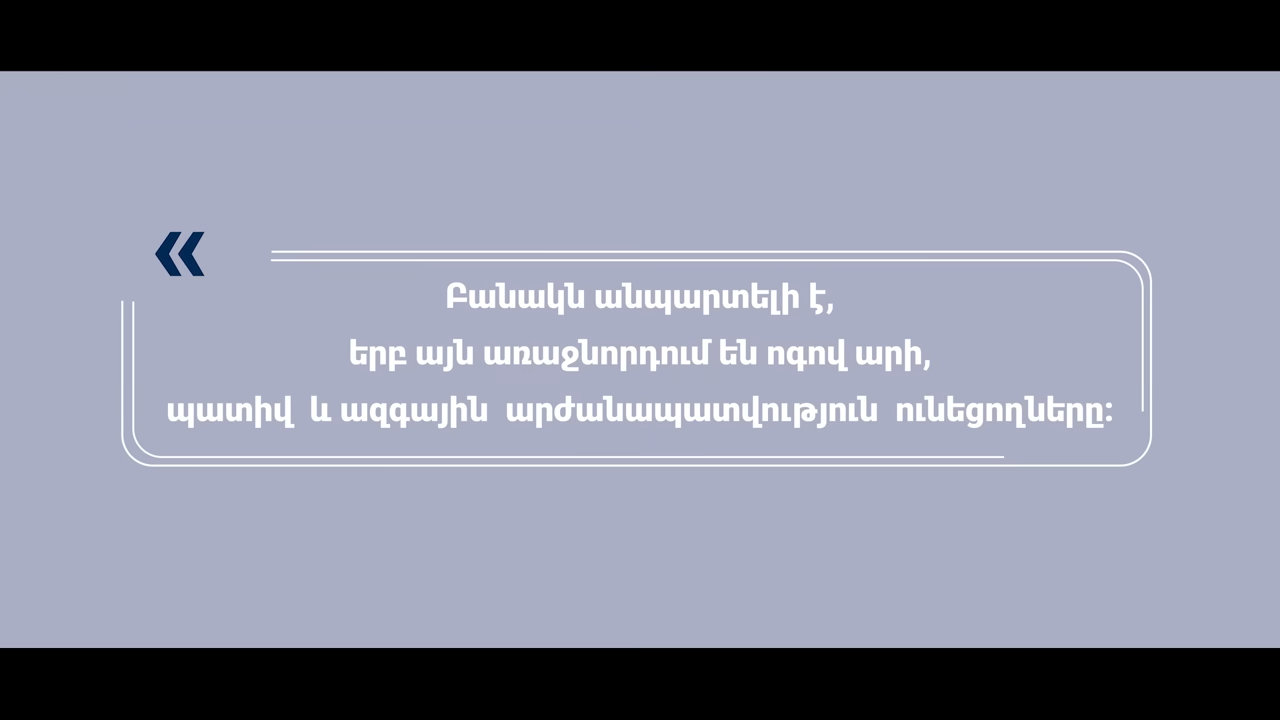 «
Բանակն անպարտելի է,
երբ այն առաջնորդում են ոգով արի,
պատիվ և ազգային արժանապատվություն ունեցողները: